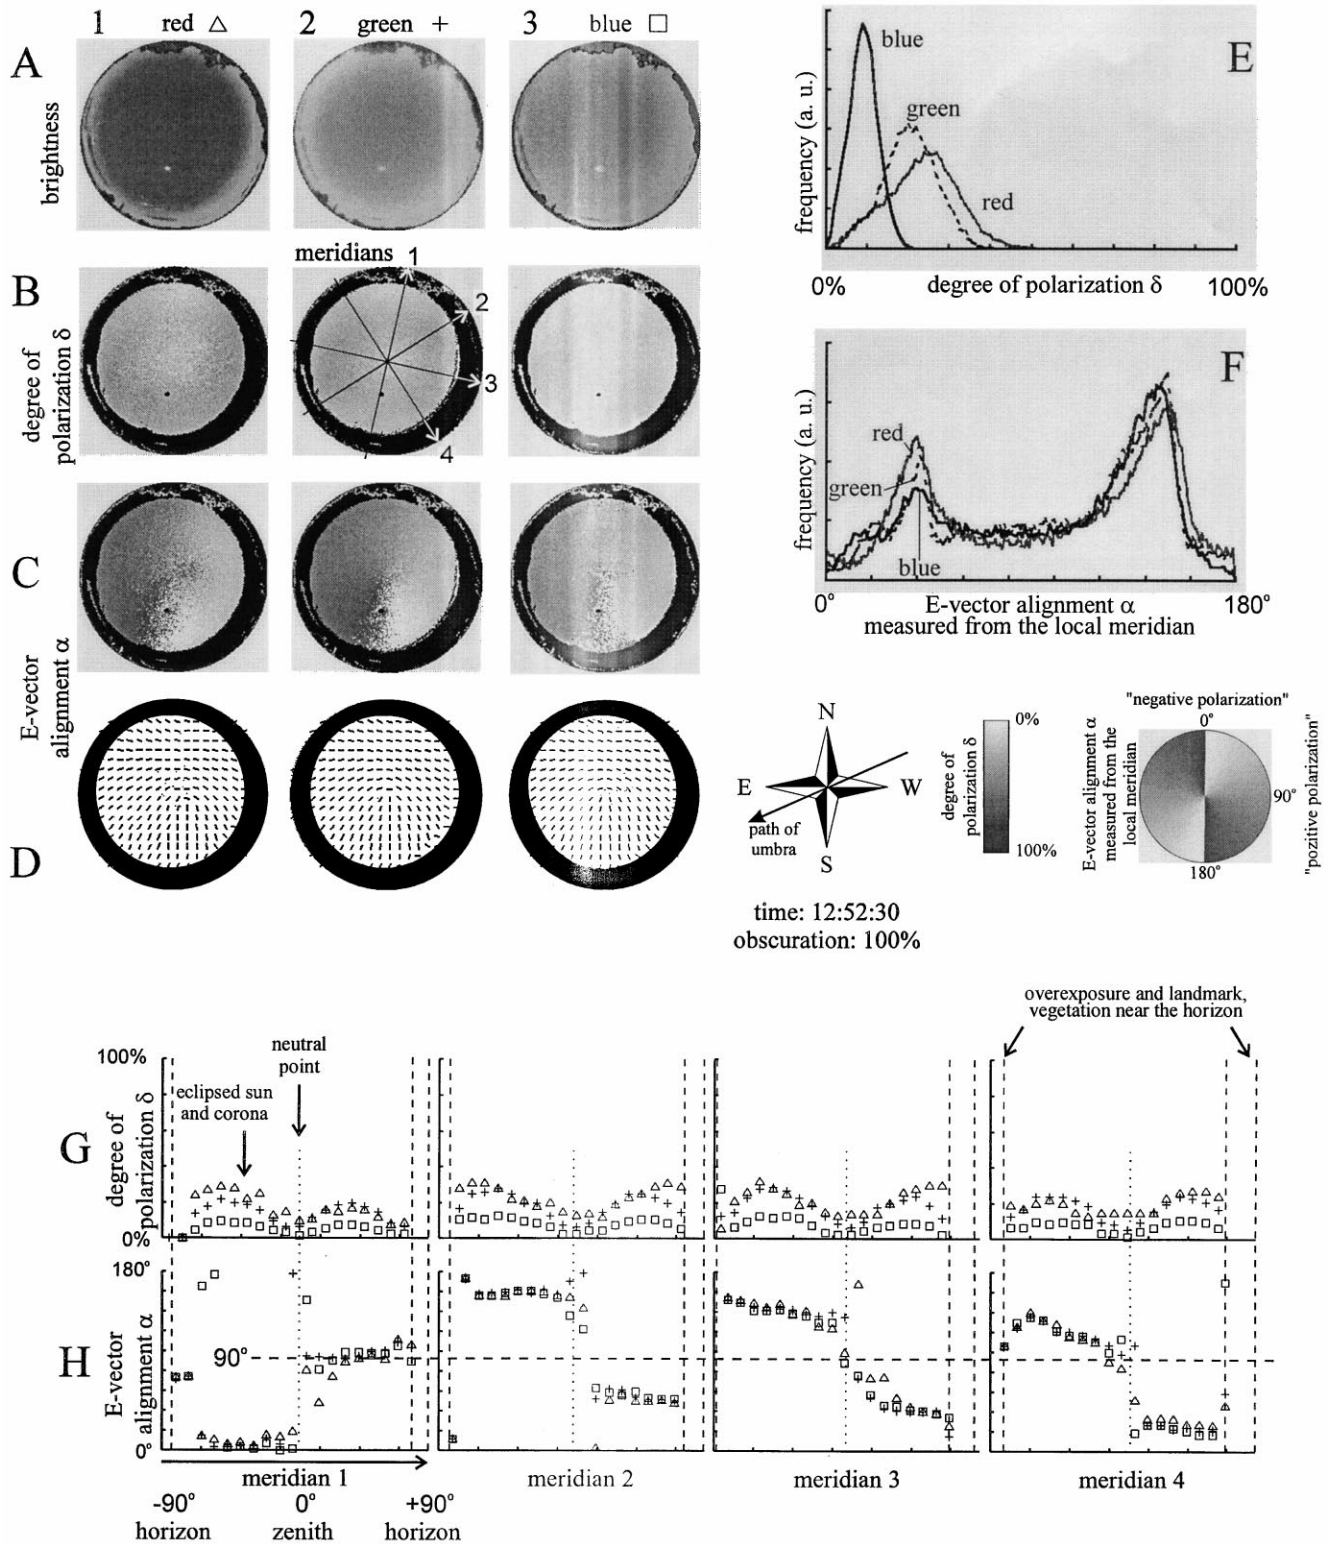 1 red △ 2 green + 3 blue □
A
brightness
B
degree of
polarization δ
meridians
1
2
3
4
C
E-vector
alignment α
D
E
frequency (a. u.)
blue
green
red
0% degree of polarization δ 100%
F
frequency (a. u.)
red
green
blue
0° E-vector alignment α 180°
measured from the local meridian
N
E W
S
path of
umbra
degree of
polarization δ
0%
100%
"negative polarization"
0°
E-vector alignment α
measured from the
local meridian
90°
"pozitive polarization"
180°
time: 12:52:30
obscuration: 100%
overexposure and landmark,
vegetation near the horizon
neutral
point
eclipsed sun
and corona
G
degree of
polarization δ
100%
0%
H
E-vector
alignment α
180°
90°
0°
meridian 1 meridian 2 meridian 3 meridian 4
-90° 0° +90°
horizon zenith horizon